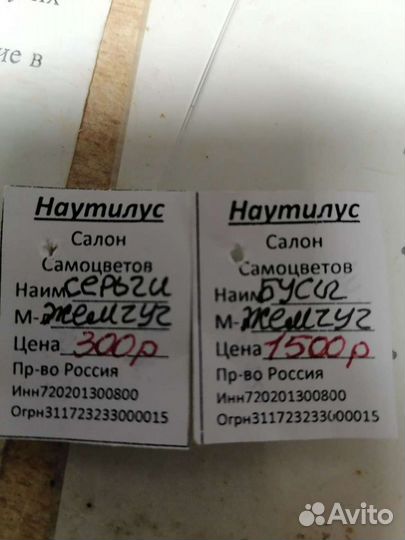 ие в
Наутилус
Салон
Самоцветов
Наим серьги
М- жемчуг
Цена 300р
Пр-во Россия
Инн720201300800
Огрн311723233000015
Наутилус
Салон
Самоцветов
Наим Бусы
М- жемчуг
Цена 1500р
Пр-во Россия
Инн720201300800
Огрн311723233000015
Avito